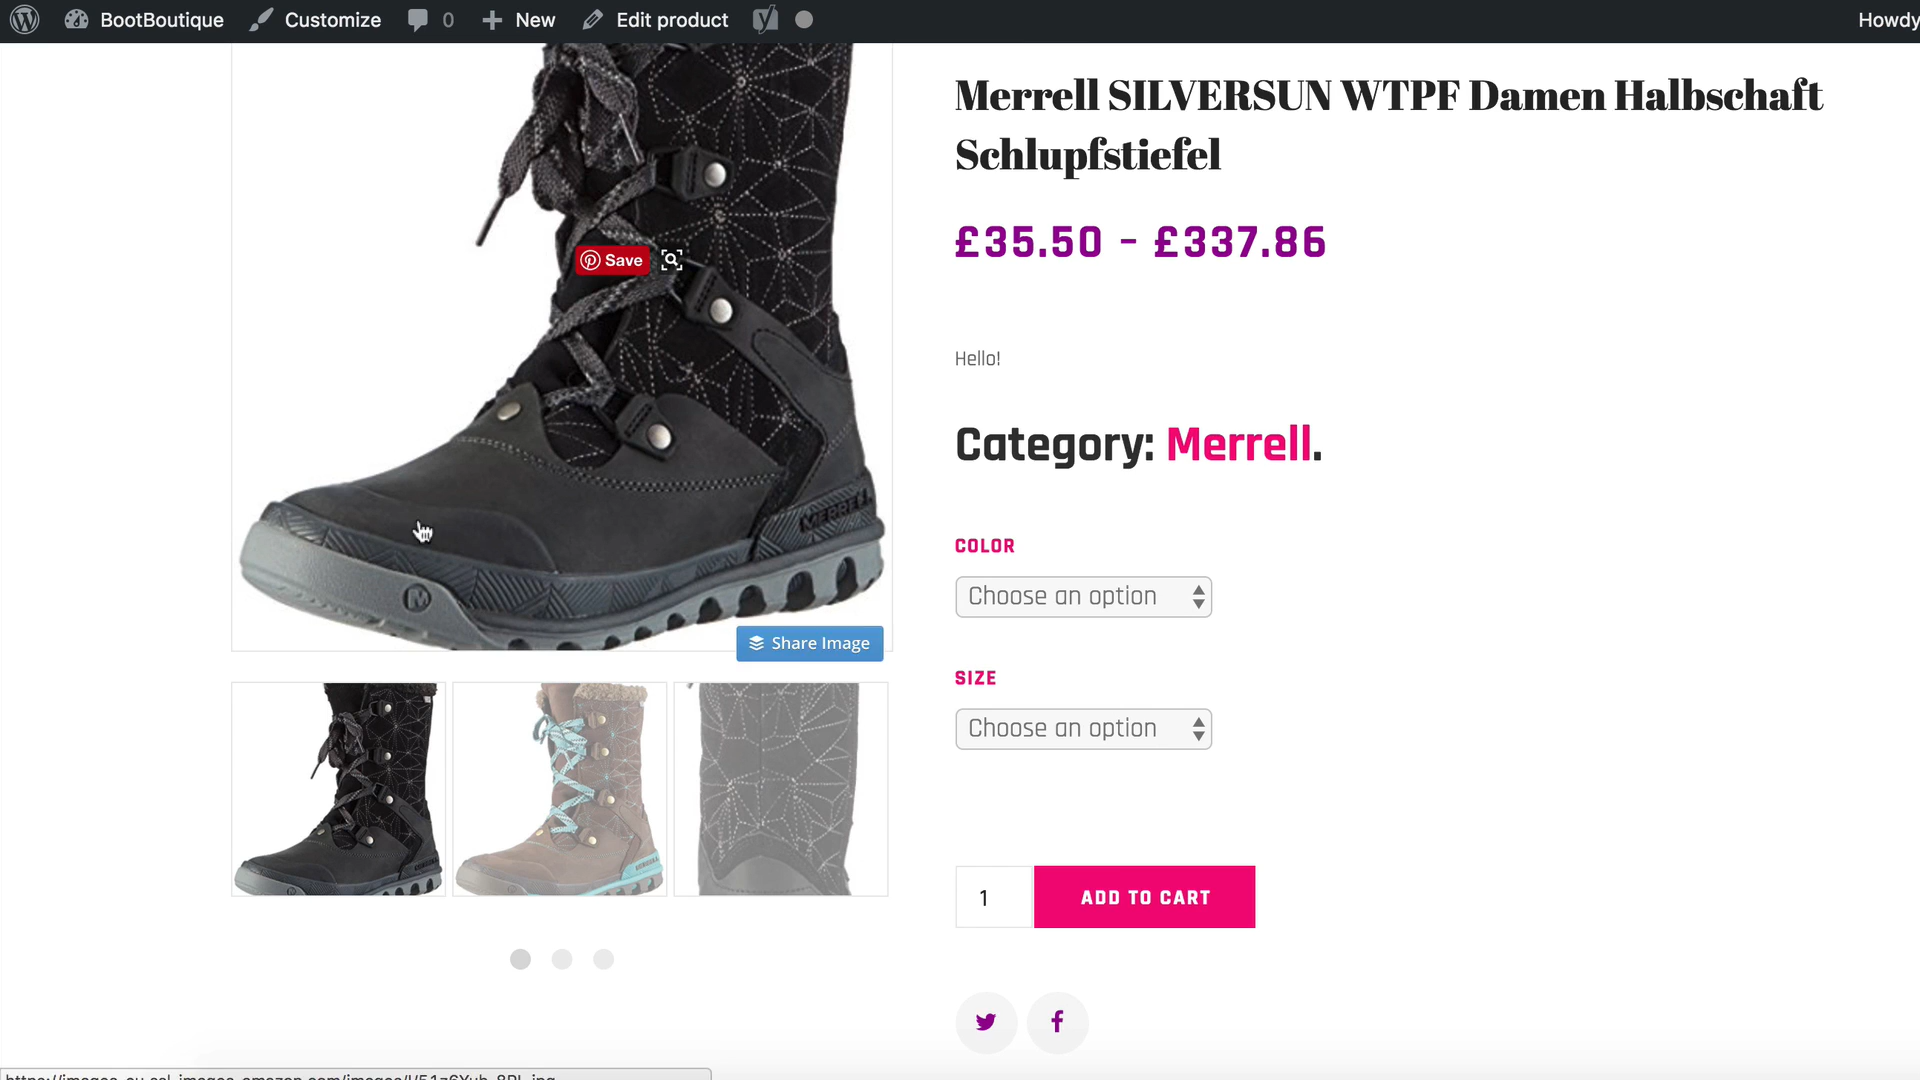 BootBoutique Customize 0 New Edit product Howdy
Merrell SILVERSUN WTPF Damen Halbschaft
Schlupfstiefel
£35.50 – £337.86
Save
Hello!
Category: Merrell.
MERRELL
COLOR
Choose an option
M
Share Image
SIZE
Choose an option
1 ADD TO CART